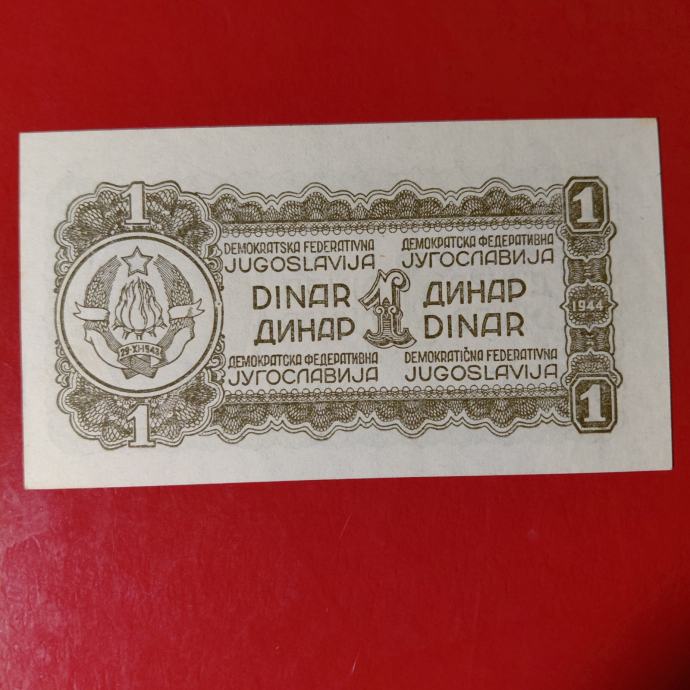 1 1
DEMOKRATSKA FEDERATIVNA ДЕМОКРАТСКА ФЕДЕРАТИВНА
JUGOSLAVIJA ЈУГОСЛАВИЈА
DINAR 1 ДИНАР
ДИНАР DINAR
1944
29·XI·1943
ДЕМОКРАТСКА ФЕДЕРАТИВНА DEMOKRATIČNA FEDERATIVNA
ЈУГОСЛАВИЈА JUGOSLAVIJA
1 1